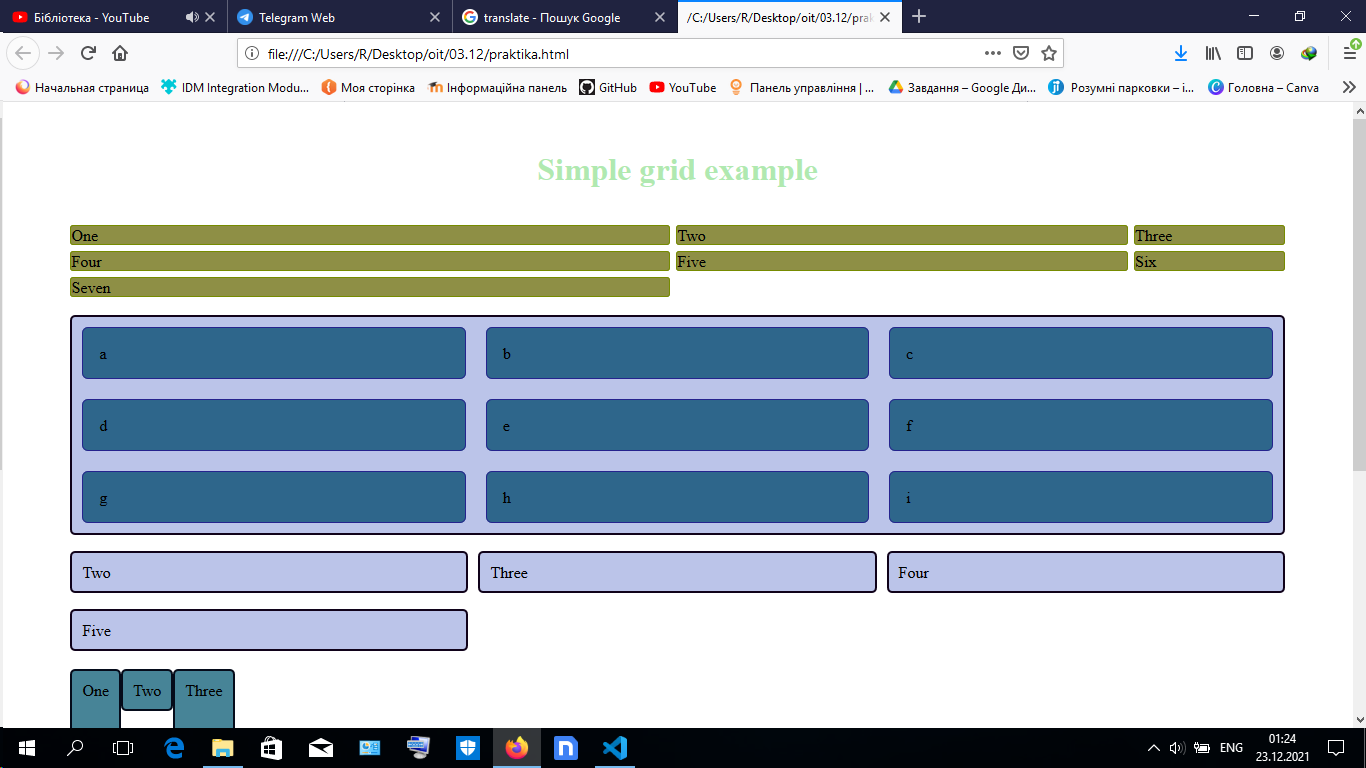 Бібліотека - YouTube
Telegram Web
translate - Пошук Google
/C:/Users/R/Desktop/oit/03.12/prak
file:///C:/Users/R/Desktop/oit/03.12/praktika.html
Начальная страница
IDM Integration Modu...
Моя сторінка
Інформаційна панель
GitHub
YouTube
Панель управління | ...
Завдання – Google Ди...
Розумні парковки – і...
Головна – Canva
Simple grid example
One Two Three
Four Five Six
Seven
a b c
d e f
g h i
Two Three Four
Five
One Two Three
ENG
01:24
23.12.2021